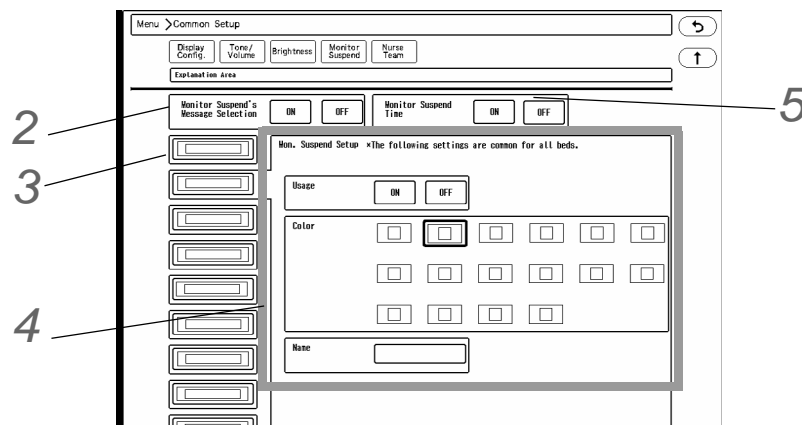 Menu >Common Setup
Display Config.
Tone/ Volume
Brightness
Monitor Suspend
Nurse Team
Explanation Area
Monitor Suspend's Message Selection
ON OFF
Monitor Suspend Time
ON OFF
Mon. Suspend Setup *The following settings are common for all beds.
Usage
ON OFF
Color
Name
2
3
4
5